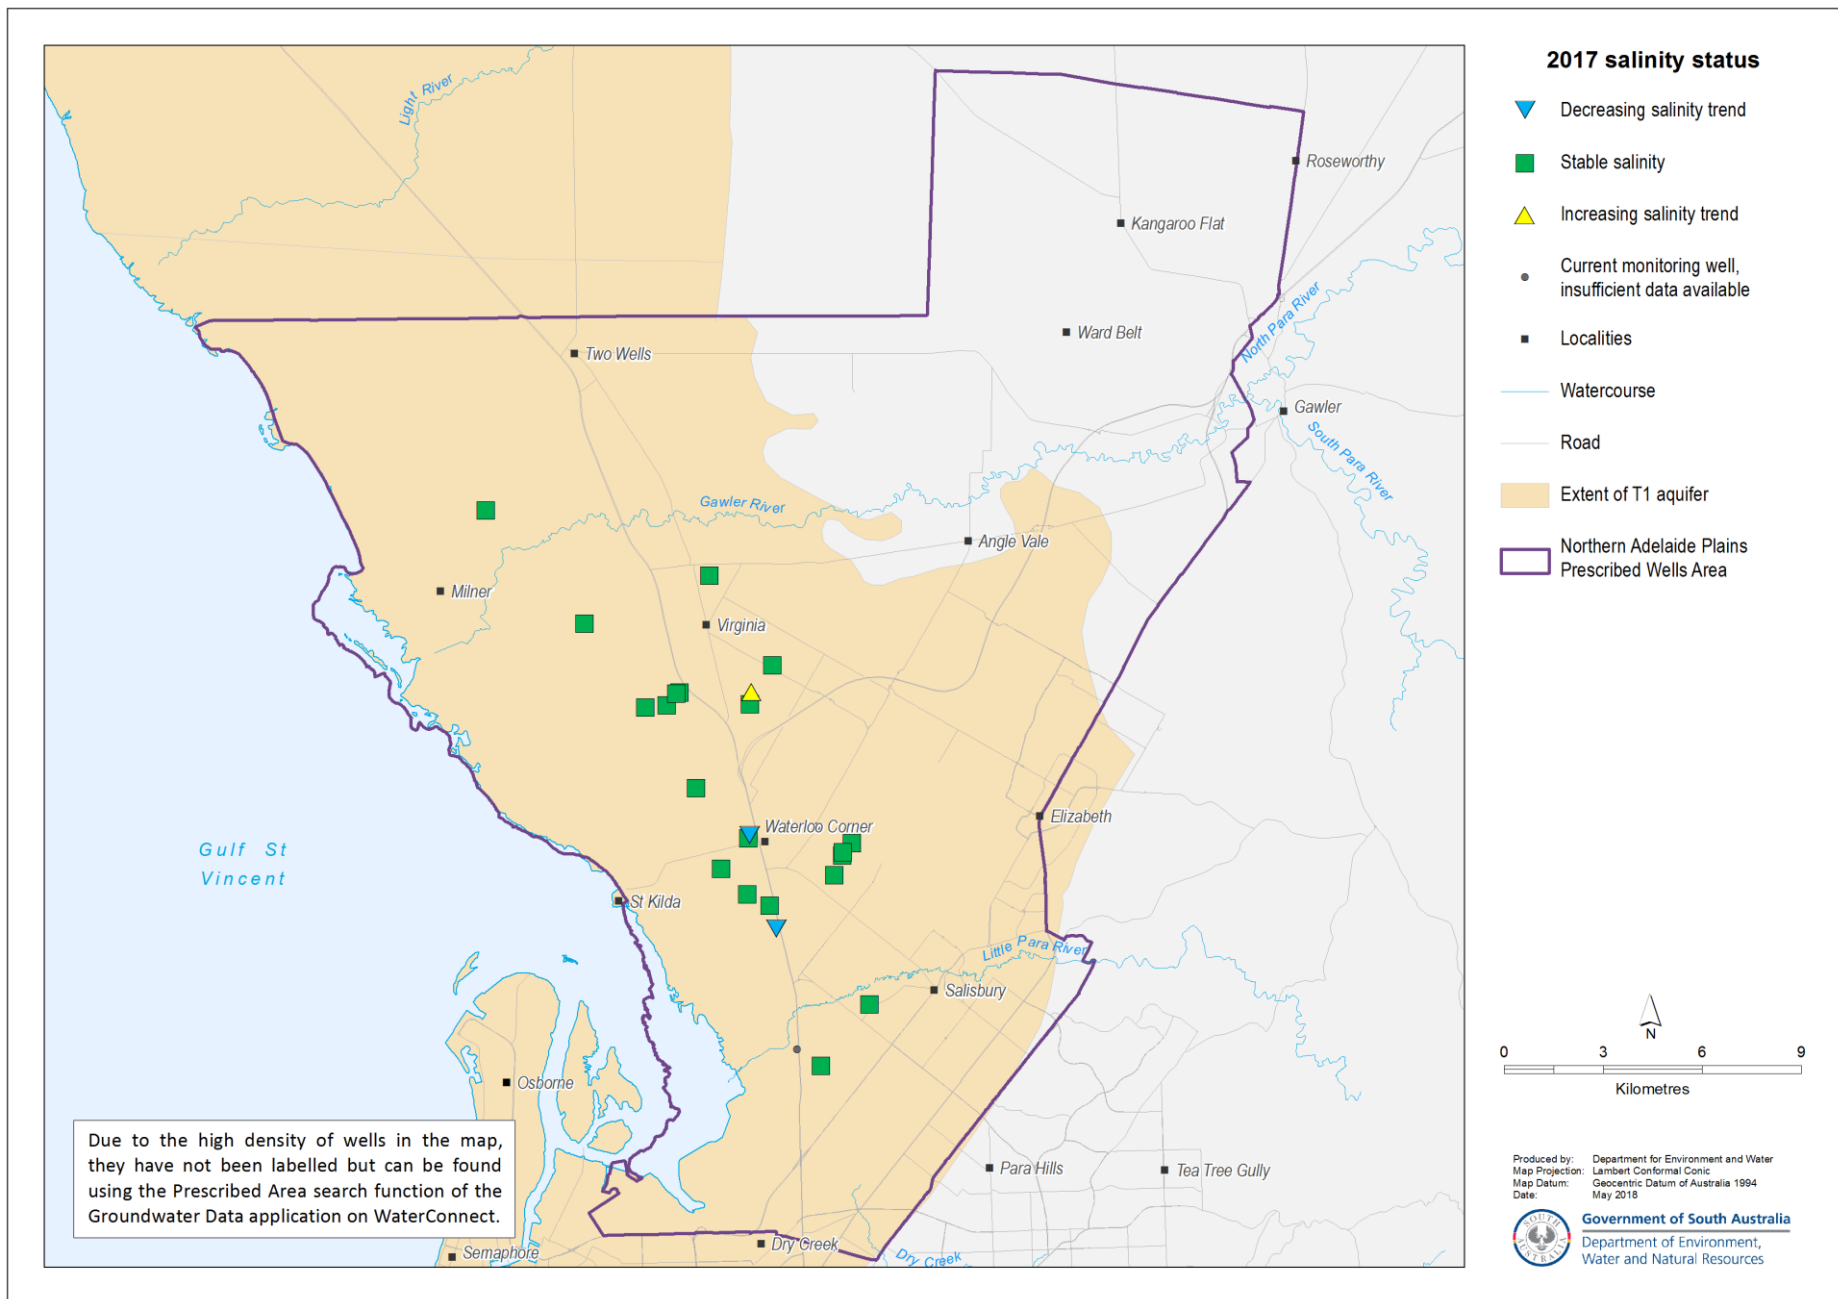 2017 salinity status
Decreasing salinity trend
Stable salinity
Increasing salinity trend
Current monitoring well,
insufficient data available
Localities
Watercourse
Road
Extent of T1 aquifer
Northern Adelaide Plains
Prescribed Wells Area
Light River
Roseworthy
Kangaroo Flat
North Para River
Ward Belt
Two Wells
Gawler
South Para River
Gawler River
Angle Vale
Milner
Virginia
Elizabeth
Waterloo Corner
Gulf St
Vincent
St Kilda
Little Para River
Salisbury
Osborne
Para Hills
Tea Tree Gully
Dry Creek
Dry Creek
Semaphore
Due to the high density of wells in the map,
they have not been labelled but can be found
using the Prescribed Area search function of the
Groundwater Data application on WaterConnect.
N
0 3 6 9
Kilometres
Produced by: Department for Environment and Water
Map Projection: Lambert Conformal Conic
Map Datum: Geocentric Datum of Australia 1994
Date: May 2018
SOUTH AUSTRALIA
Government of South Australia
Department of Environment,
Water and Natural Resources